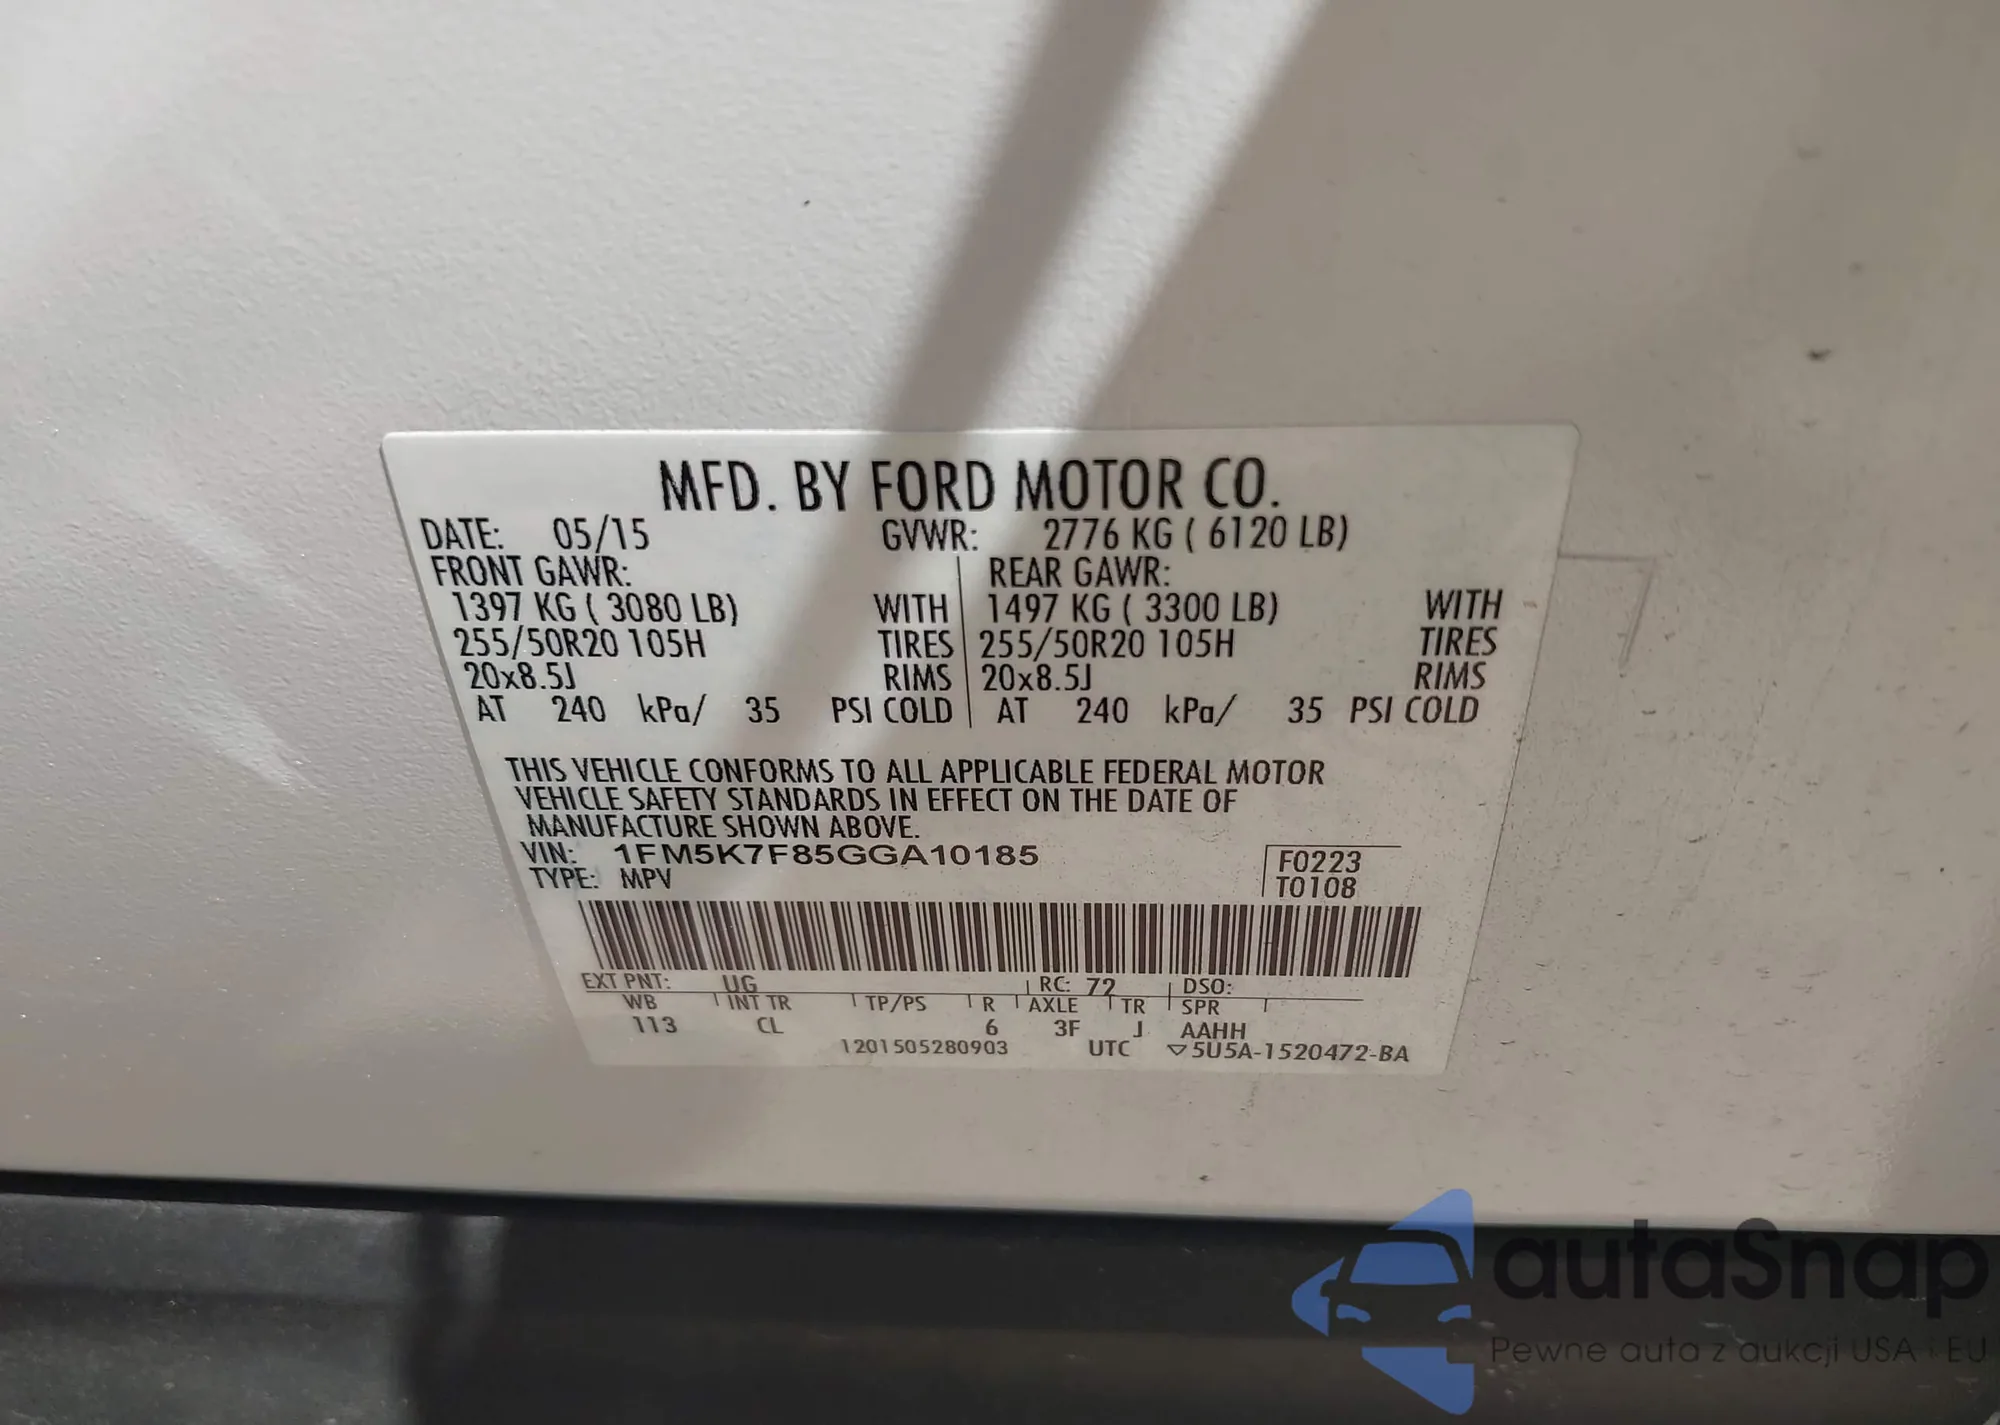 MFD. BY FORD MOTOR CO.
DATE: 05/15 GVWR: 2776 KG ( 6120 LB)
FRONT GAWR: REAR GAWR:
1397 KG ( 3080 LB) WITH 1497 KG ( 3300 LB) WITH
255/50R20 105H TIRES 255/50R20 105H TIRES
20x8.5J RIMS 20x8.5J RIMS
AT 240 kPa/ 35 PSI COLD AT 240 kPa/ 35 PSI COLD
THIS VEHICLE CONFORMS TO ALL APPLICABLE FEDERAL MOTOR
VEHICLE SAFETY STANDARDS IN EFFECT ON THE DATE OF
MANUFACTURE SHOWN ABOVE.
VIN: 1FM5K7F85GGA10185
TYPE: MPV
F0223
T0108
EXT PNT: UG RC: 72 DSO:
WB INT TR TP/PS R AXLE TR SPR
113 CL 6 3F J AAHH
1201505280903 UTC ▽5U5A-1520472-BA
autaSnap
Pewne auta z aukcji USA i EU